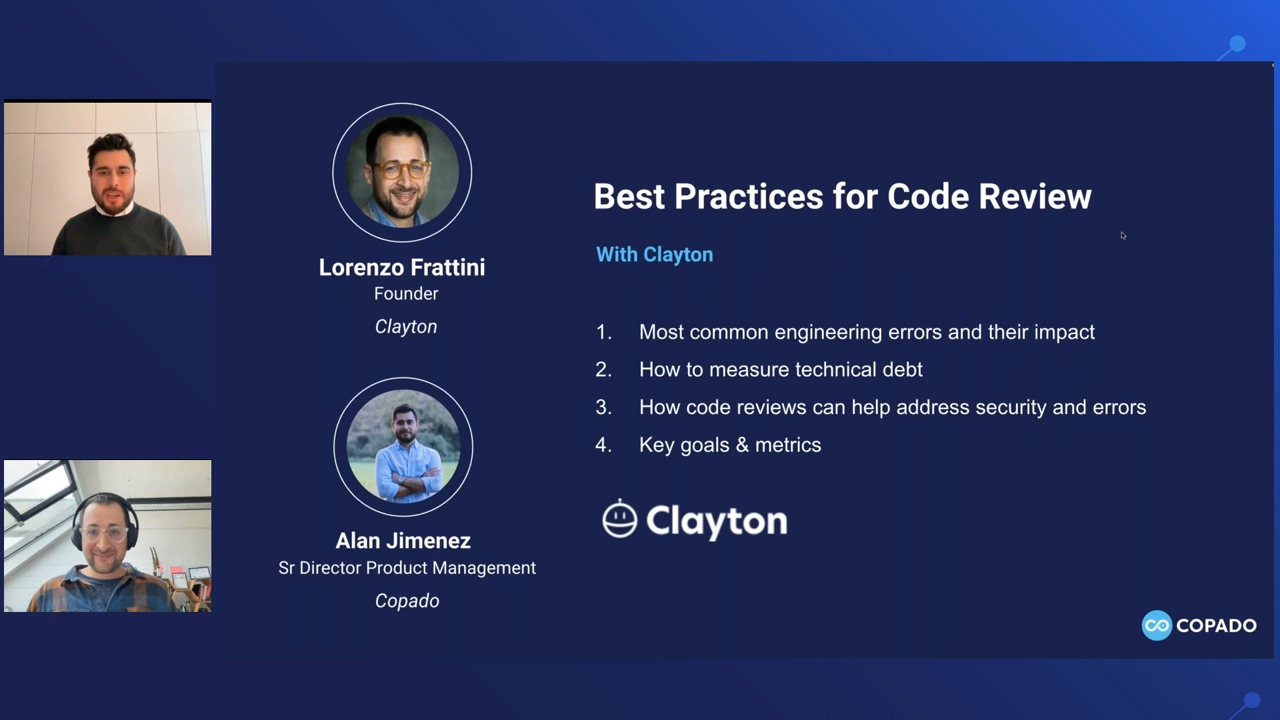 Lorenzo Frattini
Founder
Clayton
Alan Jimenez
Sr Director Product Management
Copado
Best Practices for Code Review
With Clayton
1. Most common engineering errors and their impact
2. How to measure technical debt
3. How code reviews can help address security and errors
4. Key goals & metrics
Clayton
COPADO